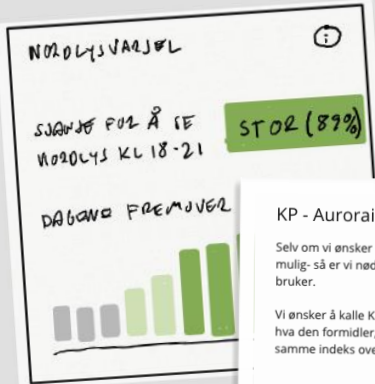 NORDLYSVARSEL
i
SJANSE FOR Å SE
NORDLYS KL 18-21
STOR (89%)
DAGENE FREMOVER
KP - Aurorai
Selv om vi ønsker
mulig- så er vi nød
bruker.
Vi ønsker å kalle K
hva den formidler,
samme indeks ove